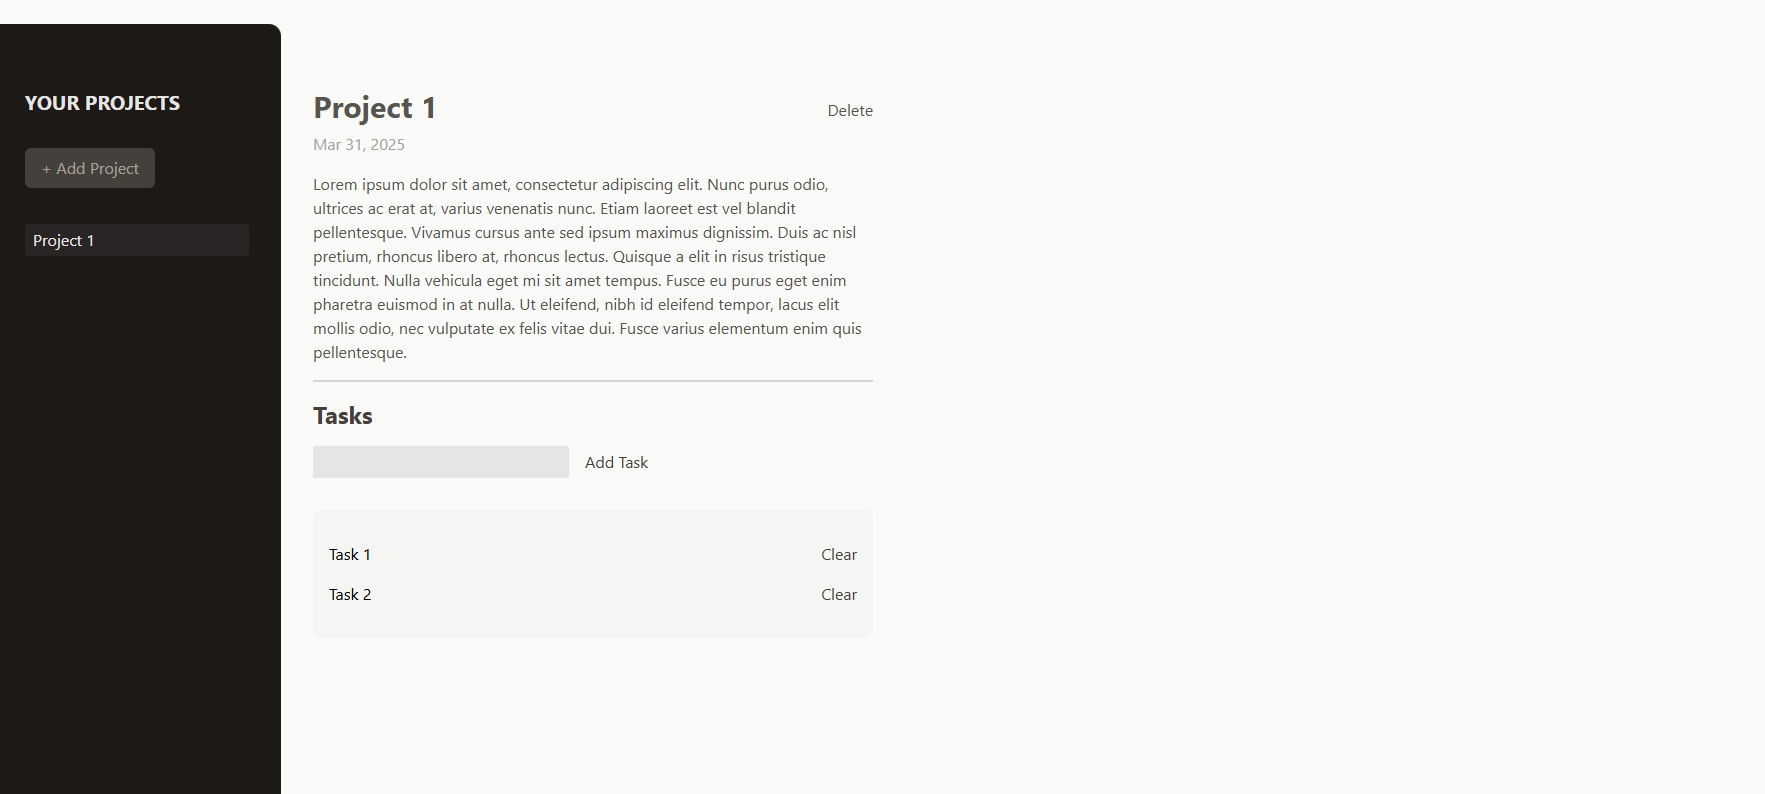 YOUR PROJECTS
+ Add Project
Project 1
Project 1
Delete
Mar 31, 2025
Lorem ipsum dolor sit amet, consectetur adipiscing elit. Nunc purus odio,
ultrices ac erat at, varius venenatis nunc. Etiam laoreet est vel blandit
pellentesque. Vivamus cursus ante sed ipsum maximus dignissim. Duis ac nisl
pretium, rhoncus libero at, rhoncus lectus. Quisque a elit in risus tristique
tincidunt. Nulla vehicula eget mi sit amet tempus. Fusce eu purus eget enim
pharetra euismod in at nulla. Ut eleifend, nibh id eleifend tempor, lacus elit
mollis odio, nec vulputate ex felis vitae dui. Fusce varius elementum enim quis
pellentesque.
Tasks
Add Task
Task 1
Clear
Task 2
Clear